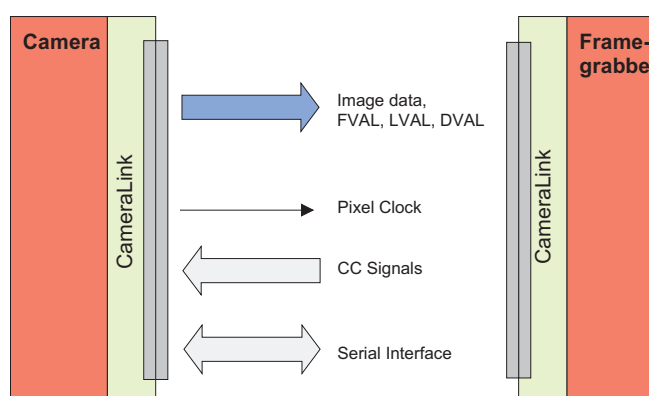 Camera
Frame-
grabbe
Image data,
FVAL, LVAL, DVAL
CameraLink
CameraLink
Pixel Clock
CC Signals
Serial Interface